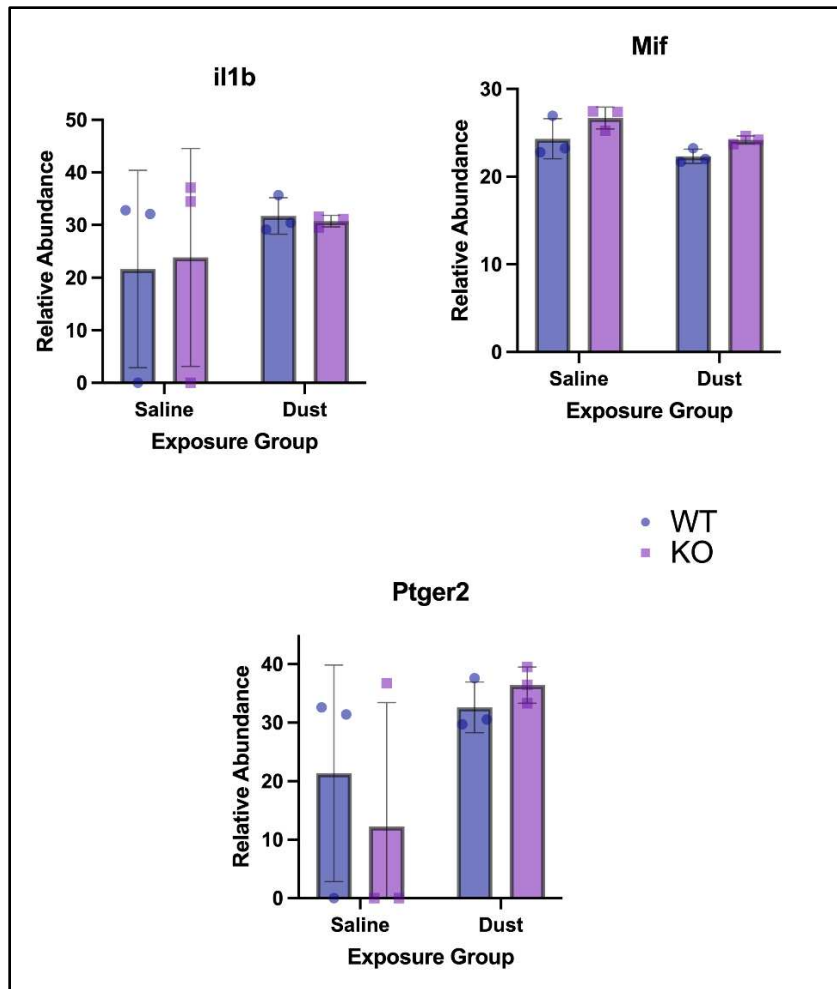 il1b
Relative Abundance
50
40
30
20
10
0
Saline
Dust
Exposure Group
Mif
Relative Abundance
30
20
10
0
Saline
Dust
Exposure Group
WT
KO
Ptger2
Relative Abundance
40
30
20
10
0
Saline
Dust
Exposure Group